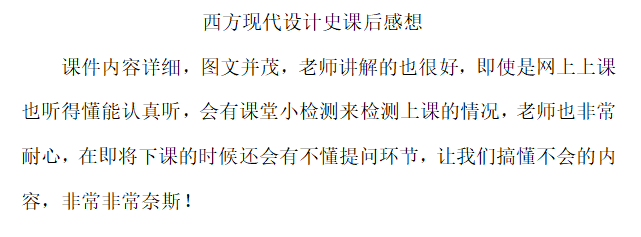 西方现代设计史课后感想
课件内容详细，图文并茂，老师讲解的也很好，即使是网上上课
也听得懂能认真听，会有课堂小检测来检测上课的情况，老师也非常
耐心，在即将下课的时候还会有不懂提问环节，让我们搞懂不会的内
容，非常非常奈斯！